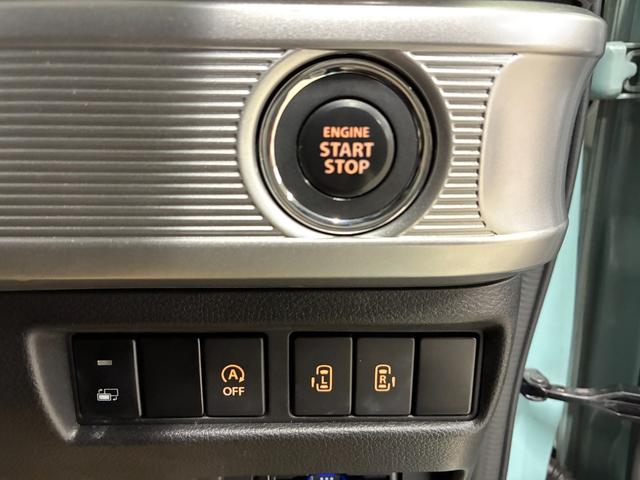 ENGINE
START
STOP
A
OFF
L
R